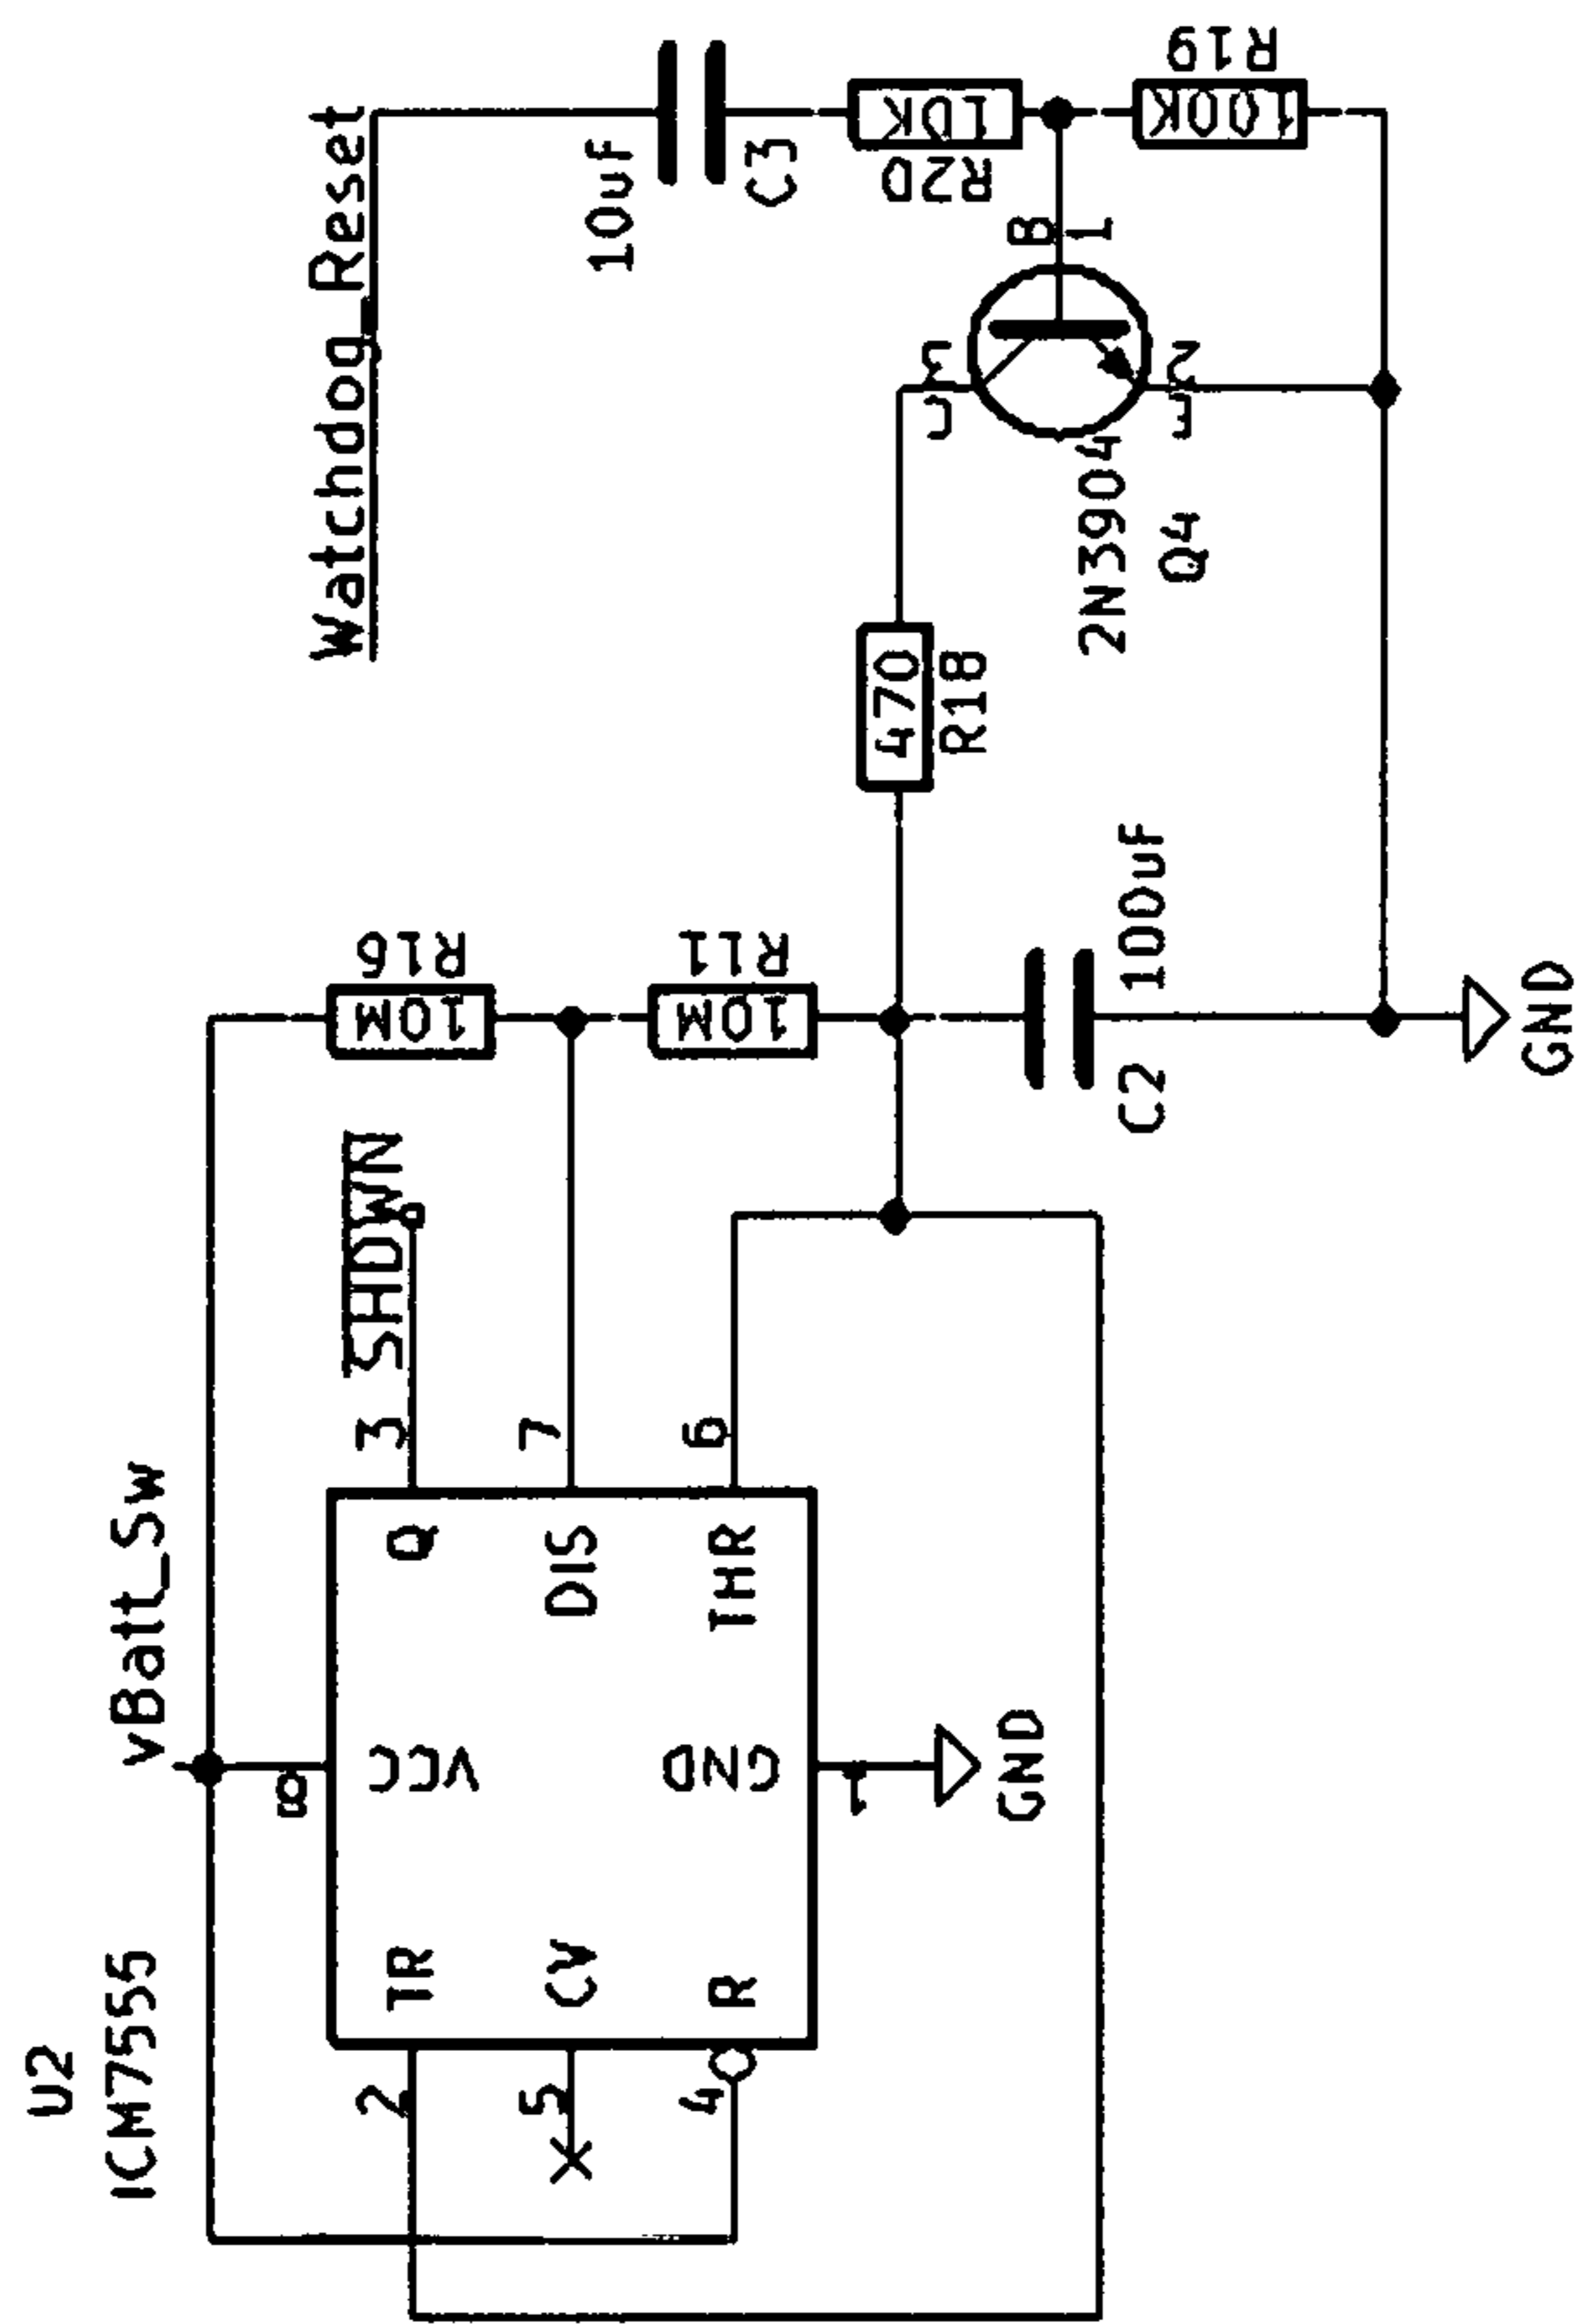 U2
ICM7555
vBatt_Sw
8
VCC
GND
1
GND
TR
2
CV
5
R
4
Q
3
SHDWN
DIS
7
THR
6
R16
10M
R11
10M
C2
100uf
GND
470
R18
Watchdog_Reset
10uf
C3
10K
R20
100K
R19
B
1
3
C
2
E
2N3904
Q4